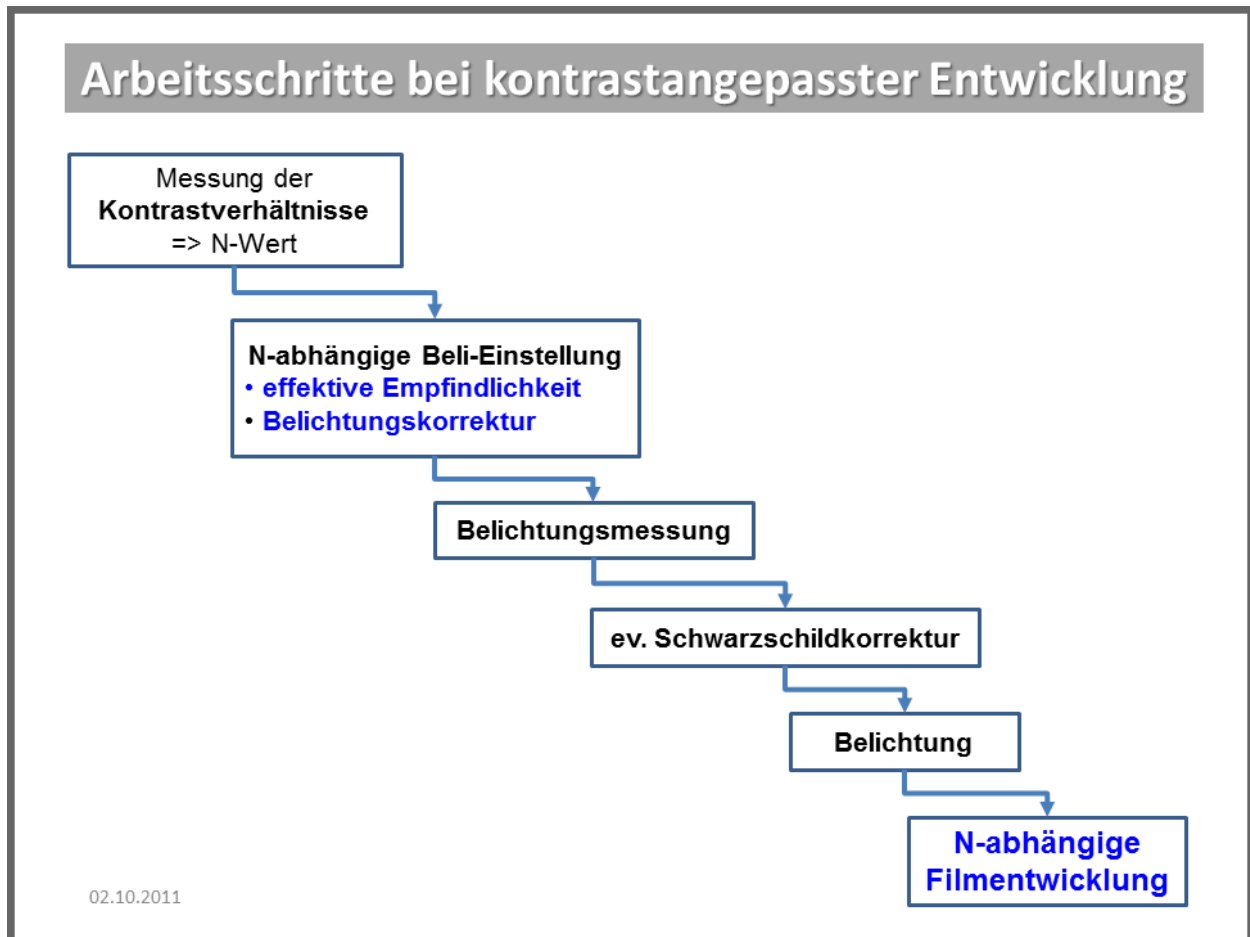 Arbeitsschritte bei kontrastangepasster Entwicklung
Messung der
Kontrastverhältnisse
=> N-Wert
N-abhängige Beli-Einstellung
• effektive Empfindlichkeit
• Belichtungskorrektur
Belichtungsmessung
ev. Schwarzschildkorrektur
Belichtung
N-abhängige
Filmentwicklung
02.10.2011